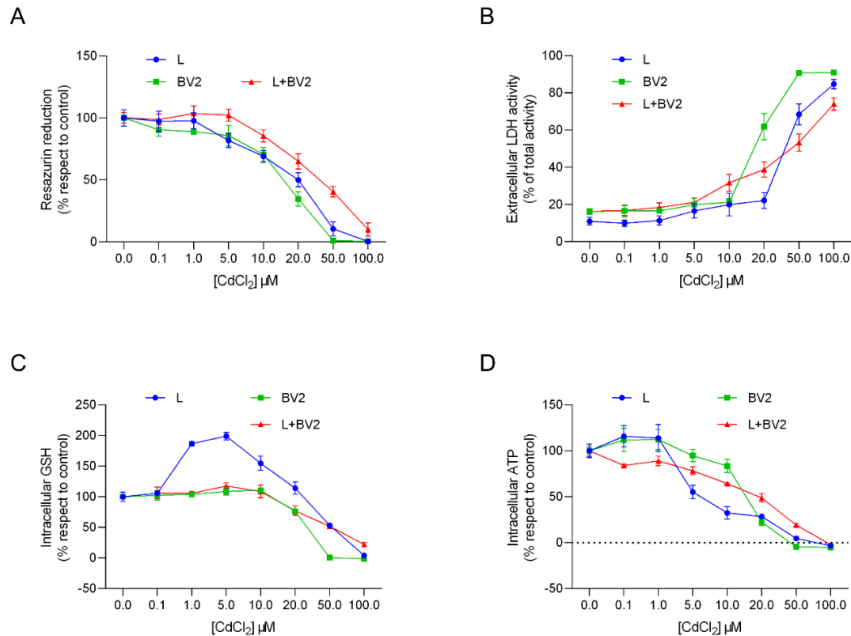 A
L
BV2
L+BV2
Resazurin reduction
(% respect to control)
150
100
50
0
0.0 0.1 1.0 5.0 10.0 20.0 50.0 100.0
[CdCl₂] µM
B
L
BV2
L+BV2
Extracellular LDH activity
(% of total activity)
100
80
60
40
20
0
0.0 0.1 1.0 5.0 10.0 20.0 50.0 100.0
[CdCl₂] µM
C
L
BV2
L+BV2
Intracellular GSH
(% respect to control)
250
200
150
100
50
0
-50
0.0 0.1 1.0 5.0 10.0 20.0 50.0 100.0
[CdCl₂] µM
D
L
BV2
L+BV2
Intracellular ATP
(% respect to control)
150
100
50
0
-50
0.0 0.1 1.0 5.0 10.0 20.0 50.0 100.0
[CdCl₂] µM